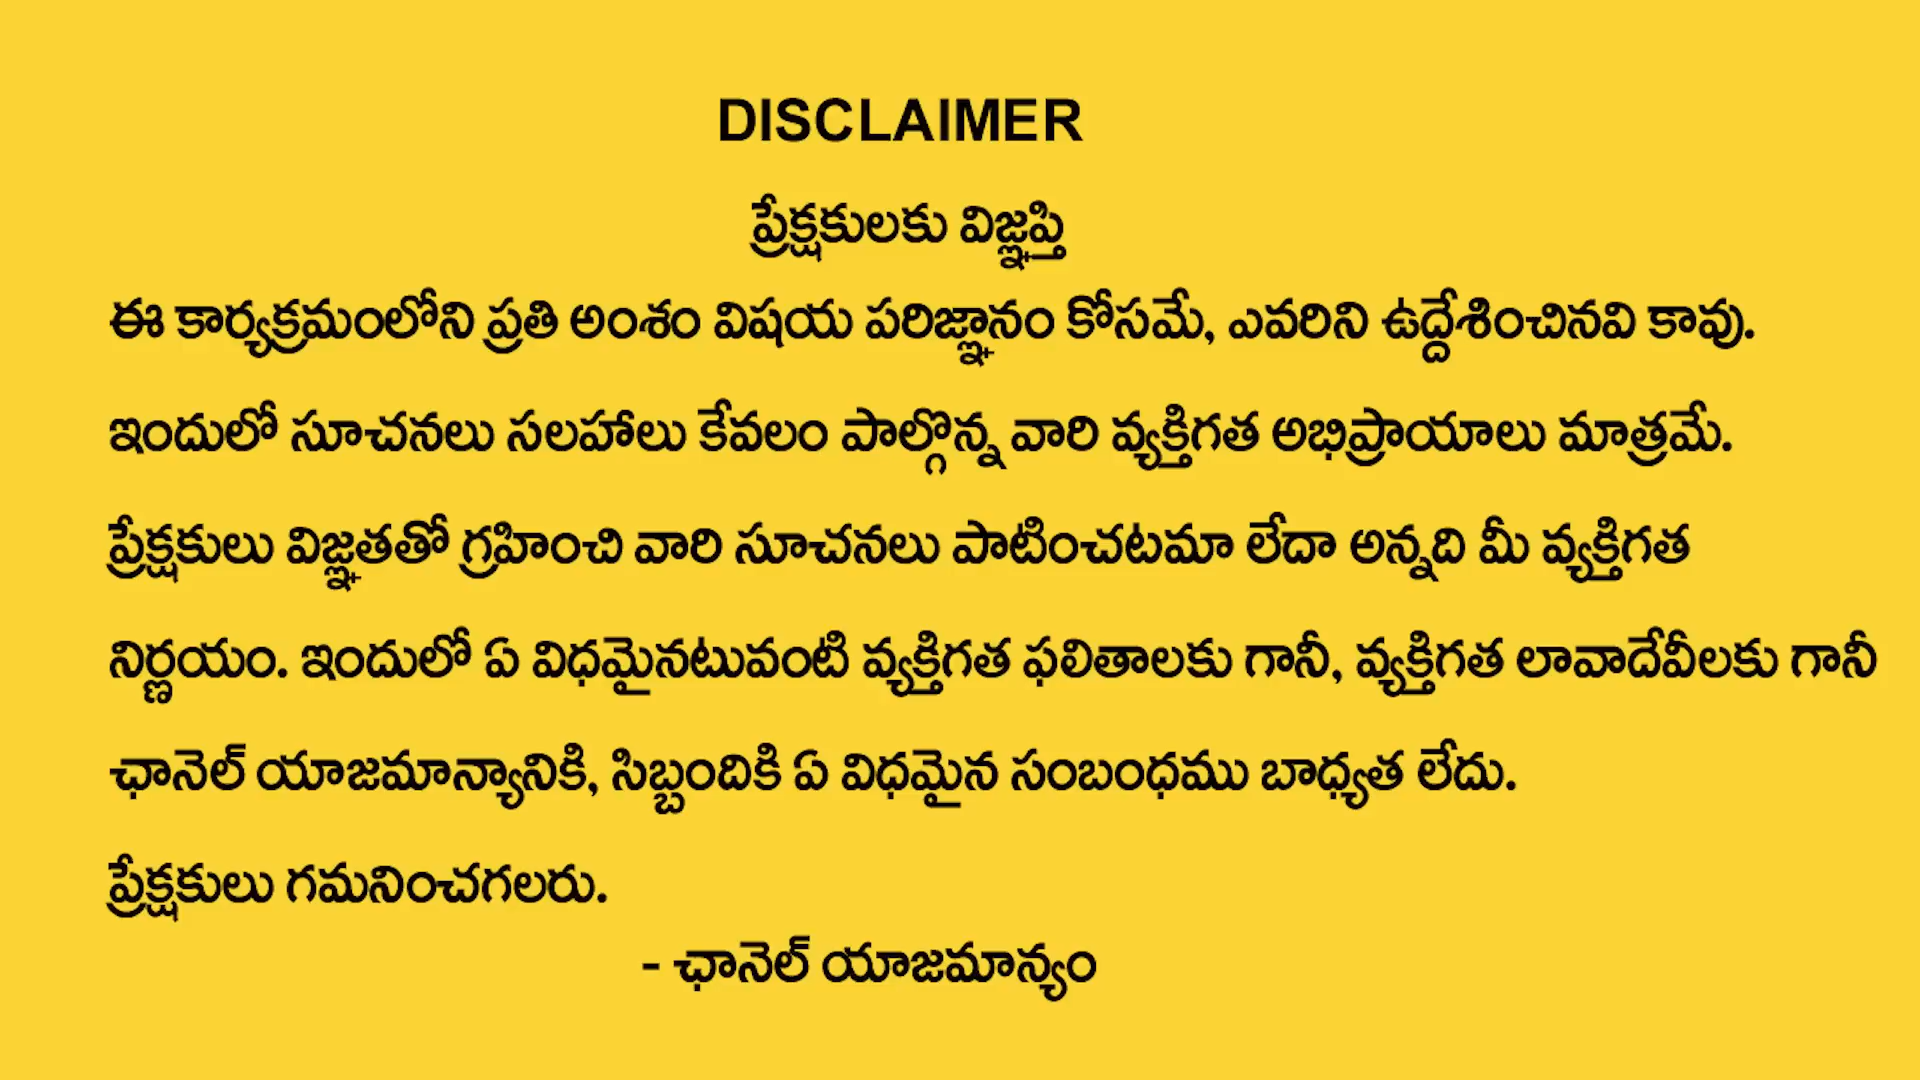 DISCLAIMER
ప్రేక్షకులకు విజ్ఞప్తి
ఈ కార్యక్రమంలోని ప్రతి అంశం విషయ పరిజ్ఞానం కోసమే, ఎవరిని ఉద్దేశించినవి కావు.
ఇందులో సూచనలు సలహాలు కేవలం పాల్గొన్న వారి వ్యక్తిగత అభిప్రాయాలు మాత్రమే.
ప్రేక్షకులు విజ్ఞతతో గ్రహించి వారి సూచనలు పాటించటమా లేదా అన్నది మీ వ్యక్తిగత
నిర్ణయం. ఇందులో ఏ విధమైనటువంటి వ్యక్తిగత ఫలితాలకు గానీ, వ్యక్తిగత లావాదేవీలకు గానీ
ఛానెల్ యాజమాన్యానికి, సిబ్బందికి ఏ విధమైన సంబంధము బాధ్యత లేదు.
ప్రేక్షకులు గమనించగలరు.
- ఛానెల్ యాజమాన్యం